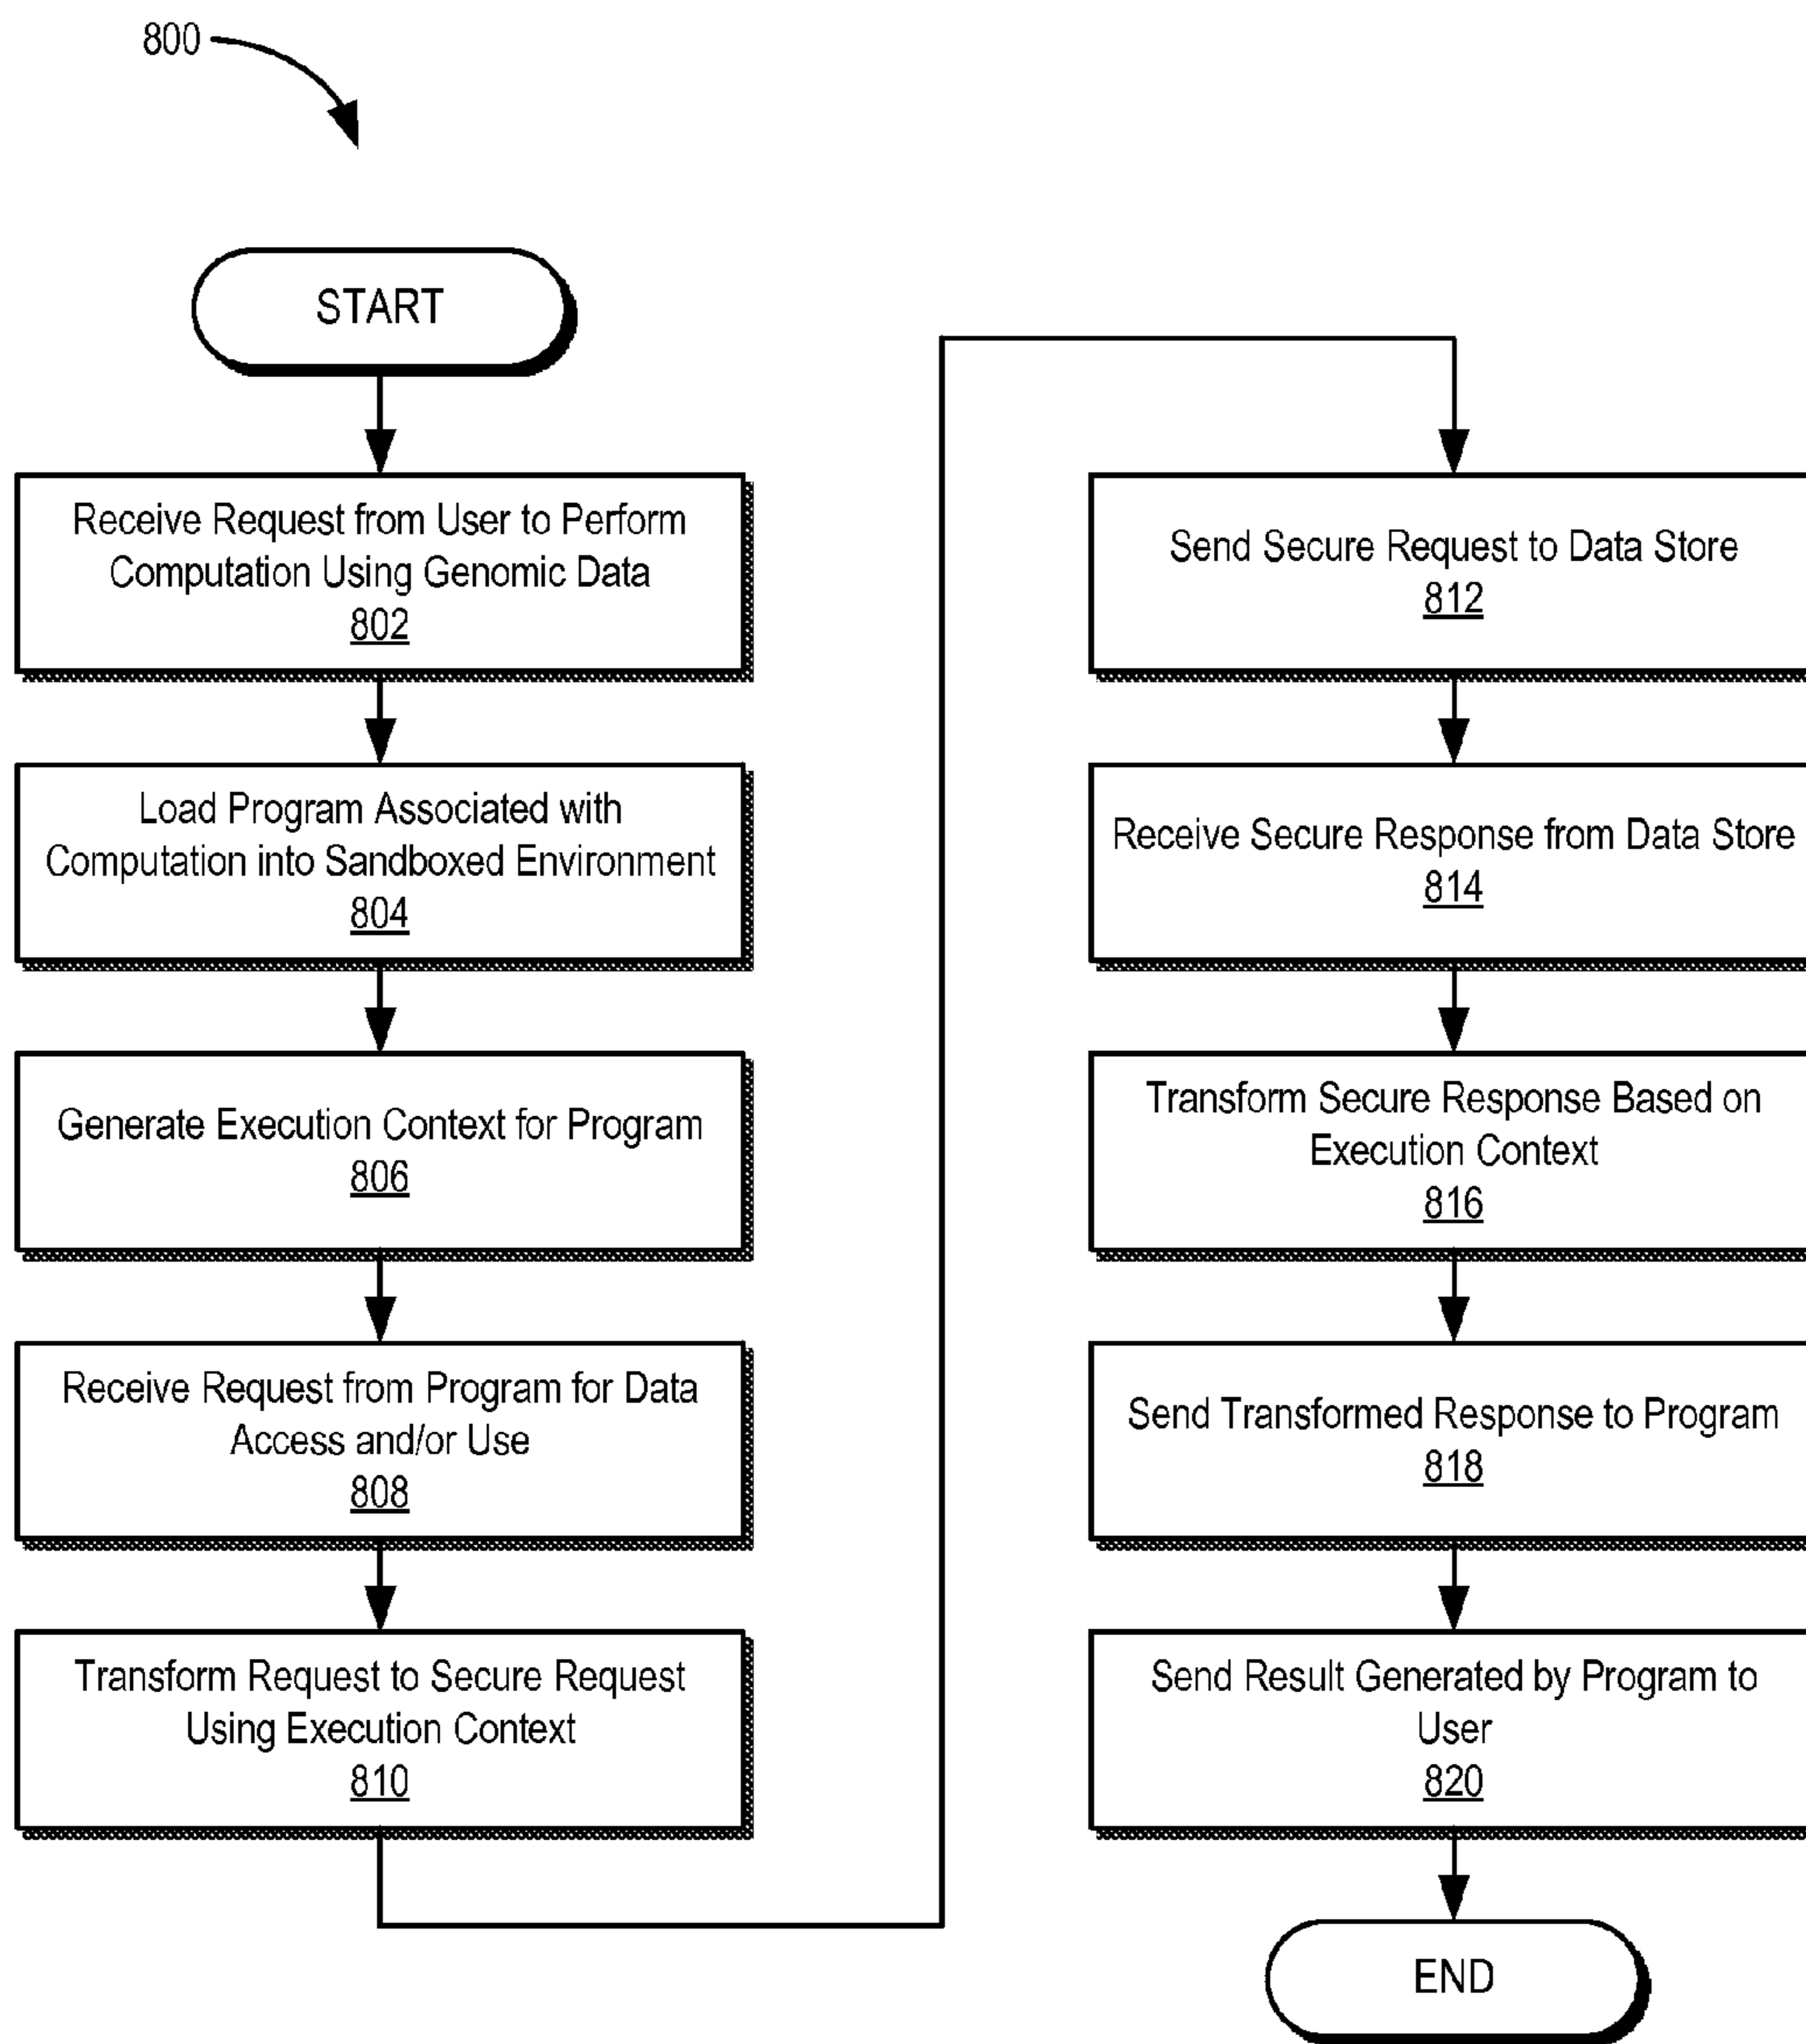 800
START
Receive Request from User to Perform
Computation Using Genomic Data
802
Load Program Associated with
Computation into Sandboxed Environment
804
Generate Execution Context for Program
806
Receive Request from Program for Data
Access and/or Use
808
Transform Request to Secure Request
Using Execution Context
810
Send Secure Request to Data Store
812
Receive Secure Response from Data Store
814
Transform Secure Response Based on
Execution Context
816
Send Transformed Response to Program
818
Send Result Generated by Program to
User
820
END